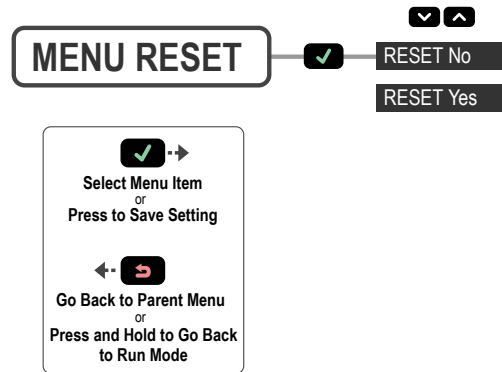 MENU RESET
RESET No
RESET Yes
Select Menu Item
or
Press to Save Setting
Go Back to Parent Menu
or
Press and Hold to Go Back
to Run Mode